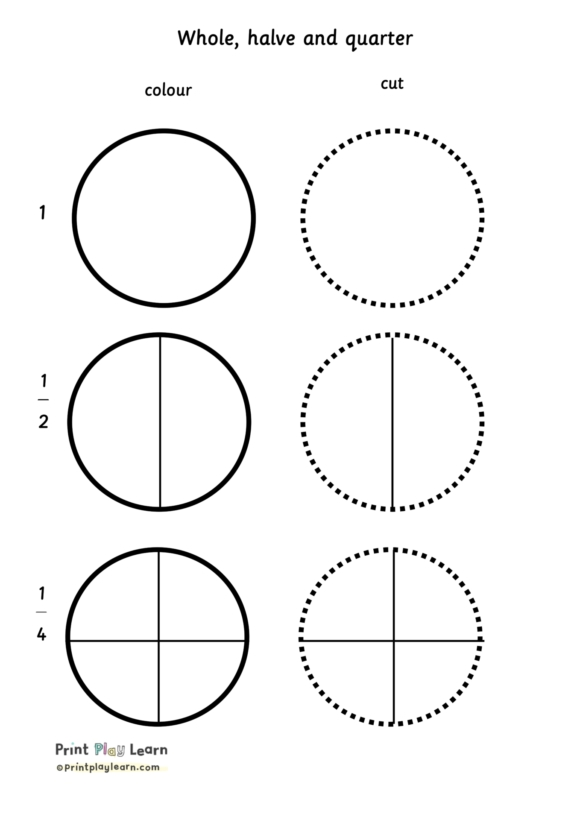 Whole, halve and quarter
colour
cut
1
1
2
1
4
Print Play Learn
©Printplaylearn.com